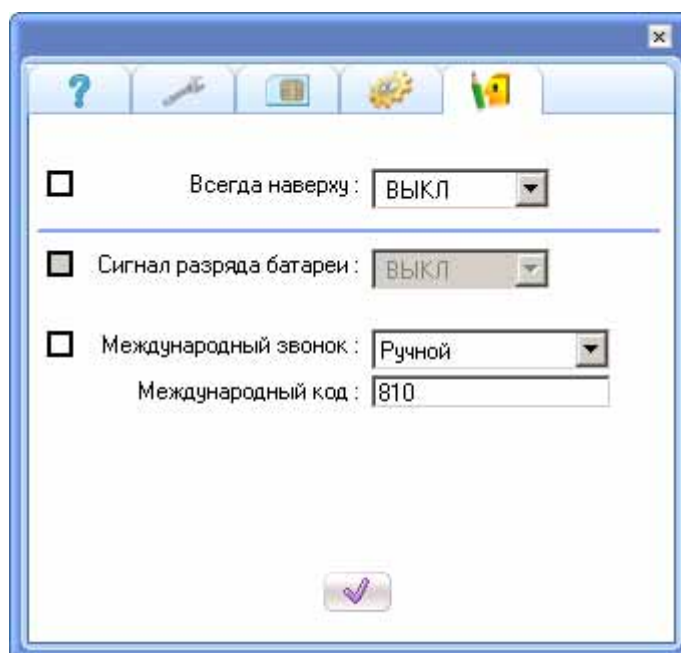 Всегда наверху : ВЫКЛ
Сигнал разряда батареи : ВЫКЛ
Международный звонок : Ручной
Международный код : 810